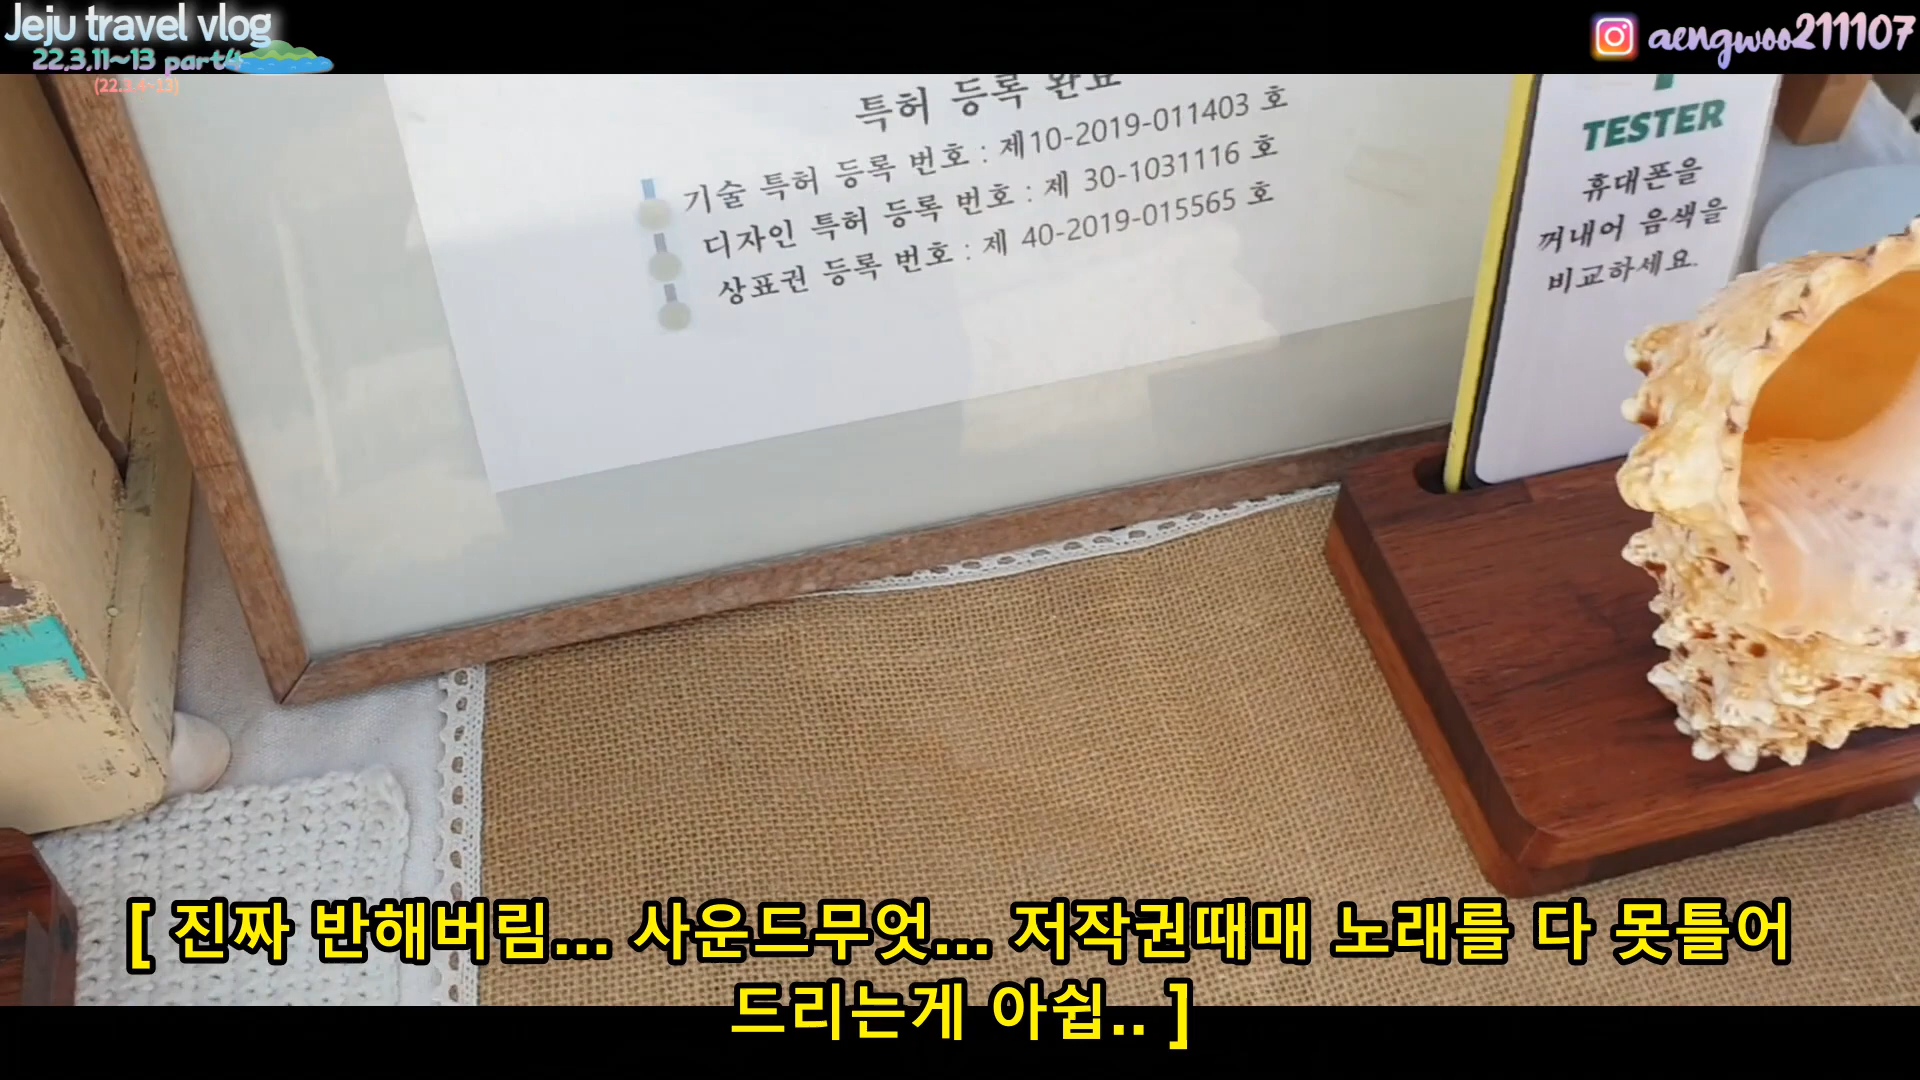 Jeju travel vlog
22.3.11~13 part4
(22.3.4~13)
aengwoo211107
특허 등록 완료
기술 특허 등록 번호 : 제10-2019-011403 호
디자인 특허 등록 번호 : 제 30-1031116 호
상표권 등록 번호 : 제 40-2019-015565 호
TESTER
휴대폰을
꺼내어 음색을
비교하세요.
[ 진짜 반해버림... 사운드무엇... 저작권때매 노래를 다 못틀어
드리는게 아쉽.. ]